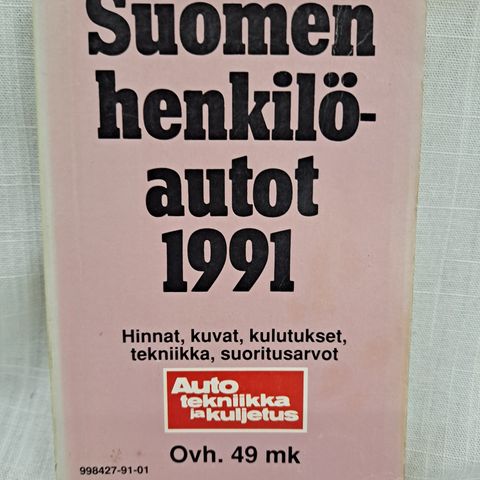 Suomen
henkilö-
autot
1991
Hinnat, kuvat, kulutukset,
tekniikka, suoritusarvot
Auto
tekniikka
ja kuljetus
Ovh. 49 mk
998427-91-01